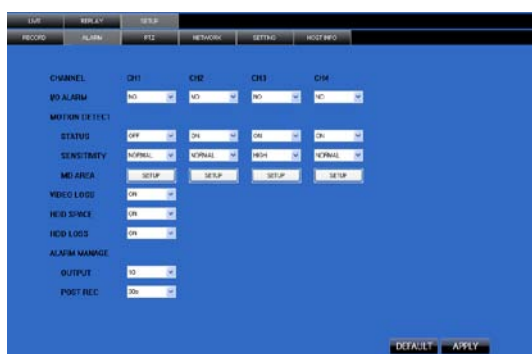 LIVE REPLAY SETUP
RECORD ALARM PTZ NETWORK SETTING HOST INFO
CHANNEL CH1 CH2 CH3 CH4
I/O ALARM NO NO NO NO
MOTION DETECT
STATUS OFF ON ON ON
SENSITIVITY NORMAL NORMAL HIGH NORMAL
MD AREA SETUP SETUP SETUP SETUP
VIDEO LOSS ON
HDD SPACE ON
HDD LOSS ON
ALARM MANAGE
OUTPUT 10
POST REC 30s
DEFAULT APPLY